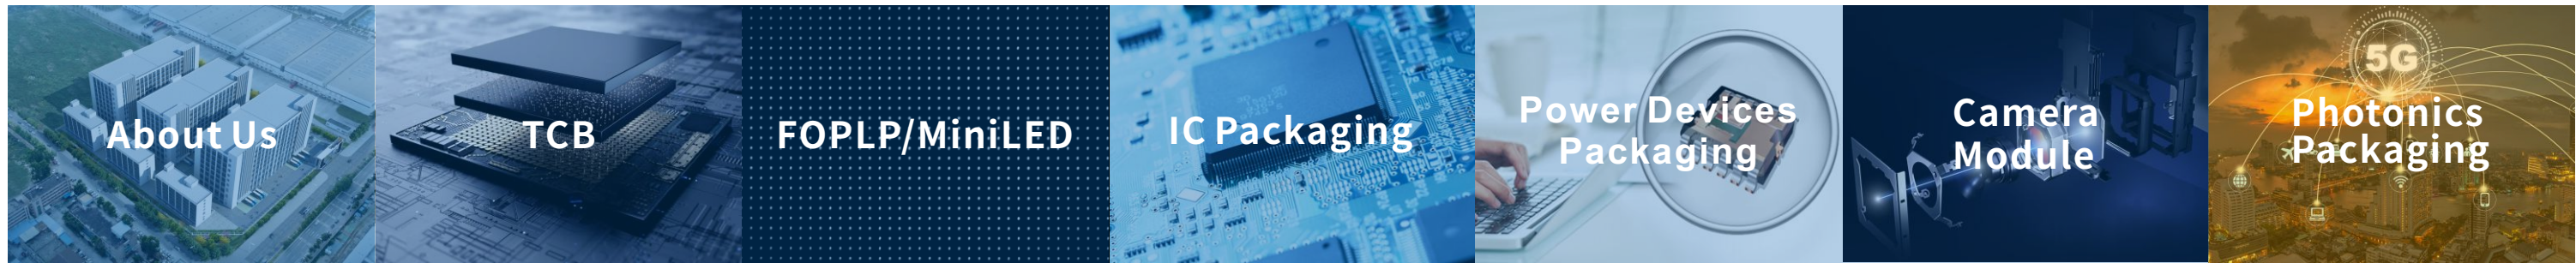 About Us
TCB
FOPLP/MiniLED
IC Packaging
Power Devices
Packaging
Camera
Module
5G
Photonics
Packaging